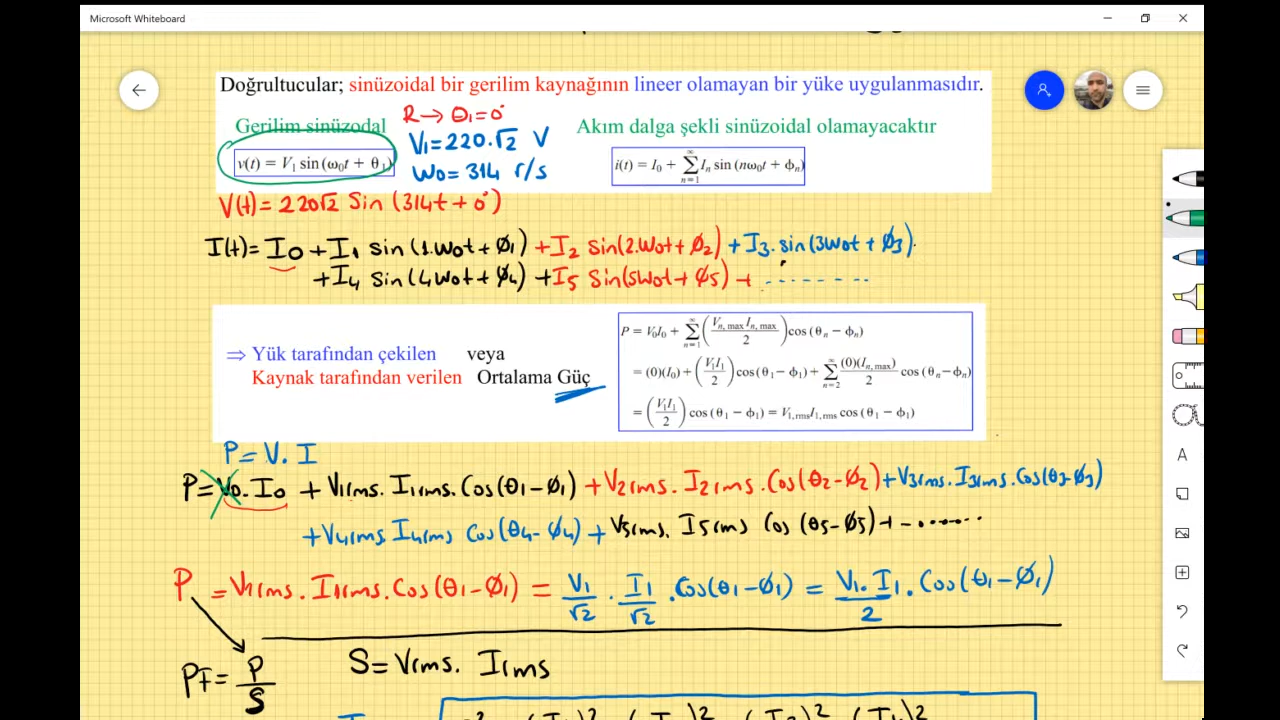 Microsoft Whiteboard
Doğrultucular; sinüzoidal bir gerilim kaynağının lineer olamayan bir yüke uygulanmasıdır.
R → θ1=0°
Gerilim sinüzodal
Akım dalga şekli sinüzoidal olamayacaktır
V1=220.√2 V
v(t) = V1 sin (ω0t + θ1)
i(t) = I0 + ∑n=1∞ In sin (nω0t + ϕn)
W0=314 r/s
V(t)= 220√2 Sin (314t + 0°)
I(t)= I0 + I1 sin(1.w0t+Ø1) + I2 sin(2.w0t+Ø2) + I3.sin(3w0t+Ø3)
+I4 Sin(4w0t+Ø4) +I5 Sin(5w0t+Ø5)+ ........
P = V0I0 + ∑n=1∞ (Vn, max In, max / 2) cos (θn − ϕn)
⇒ Yük tarafından çekilen veya
Kaynak tarafından verilen Ortalama Güç
= (0)(I0) + (V1I1 / 2) cos (θ1 − ϕ1) + ∑n=2∞ (0)(In, max) / 2 cos (θn − ϕn)
= (V1I1 / 2) cos (θ1 − ϕ1) = V1,rms I1,rms cos (θ1 − ϕ1)
P= V. I
P= V0.I0 + V1rms. I1rms.Cos(θ1-Ø1) + V2rms. I2rms.Cos(θ2-Ø2) + V3rms. I3rms.Cos(θ3-Ø3)
+V4rms I4rms Cos(θ4-Ø4) + V5rms. I5rms Cos (θ5-Ø5)+ -......
P =V1rms. I1rms.Cos(θ1-Ø1) = V1/√2 . I1/√2 .Cos(θ1-Ø1) = V1.I1/2 .Cos(θ1-Ø1)
PF= P/S
S= Vrms. Irms